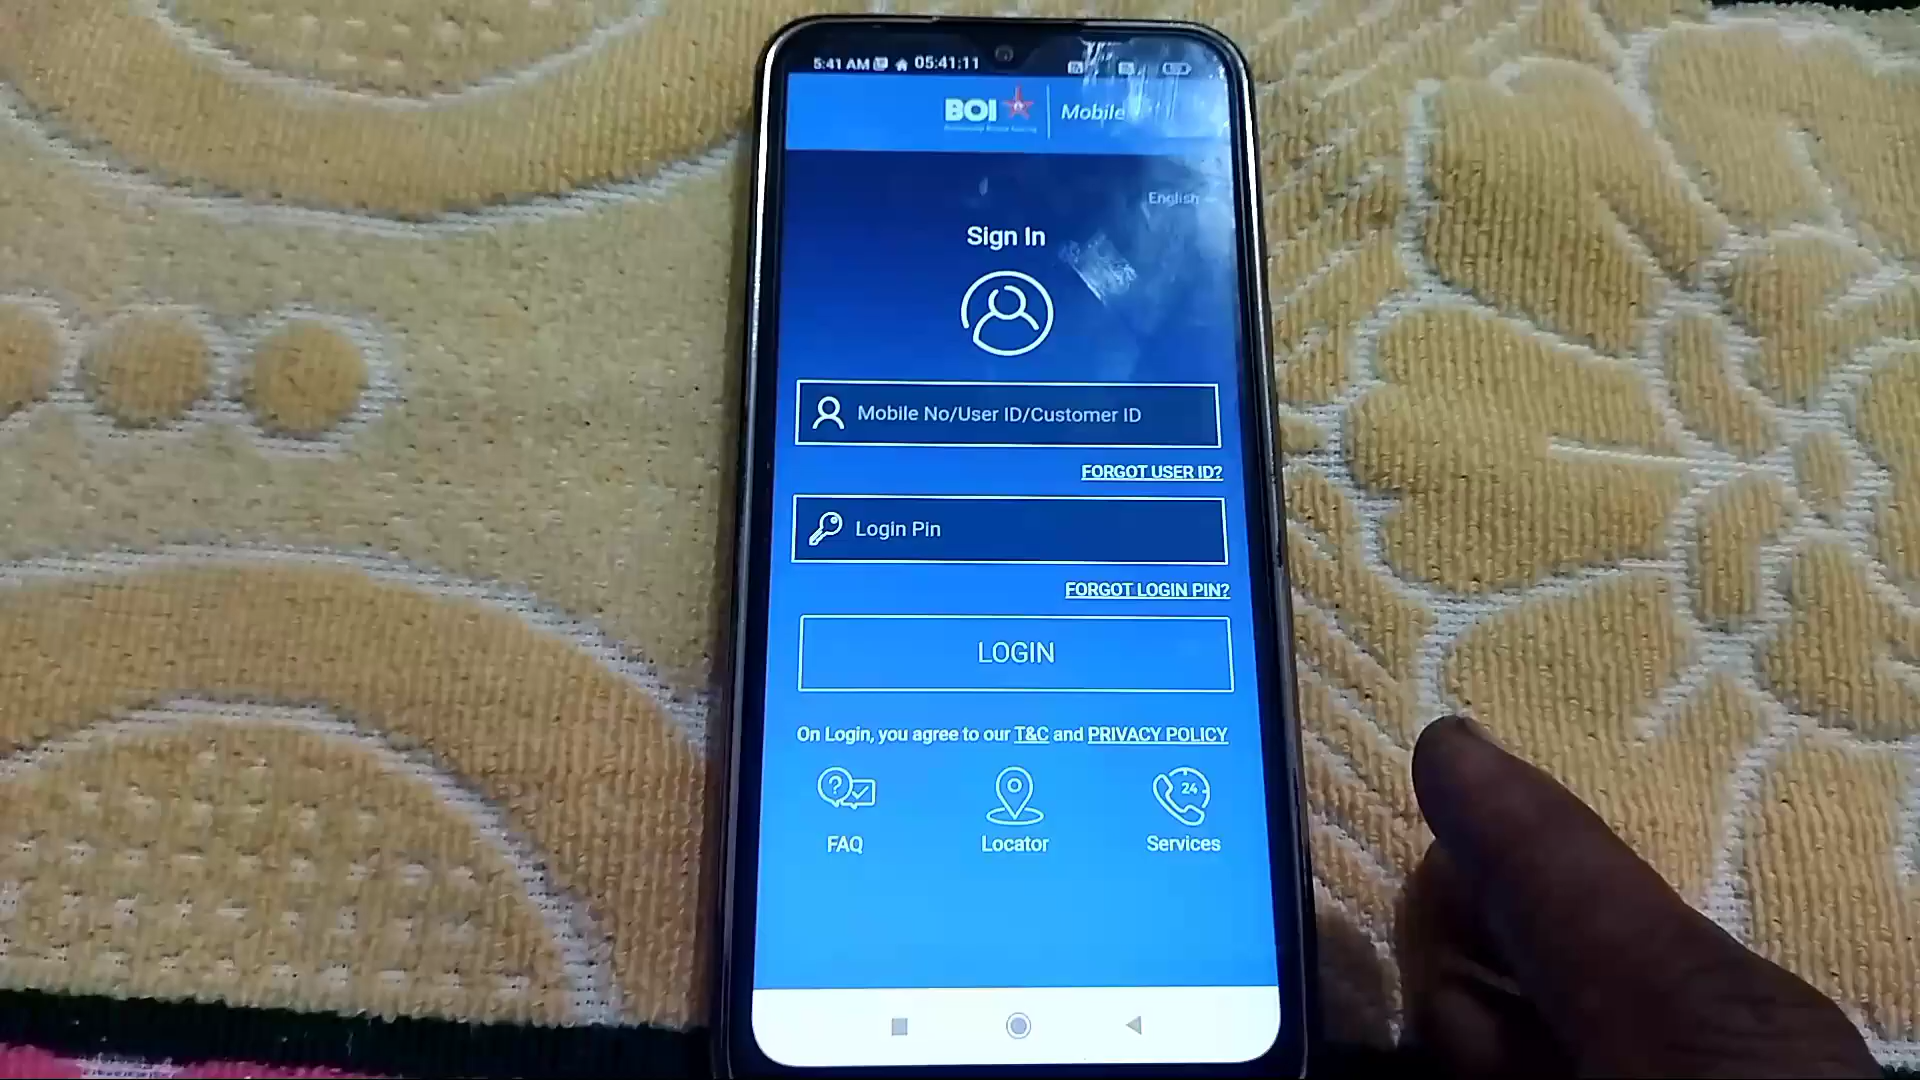 5:41 AM 05:41:11
BOI Mobile
English
Sign In
Mobile No/User ID/Customer ID
FORGOT USER ID?
Login Pin
FORGOT LOGIN PIN?
LOGIN
On Login, you agree to our T&C and PRIVACY POLICY
24
FAQ Locator Services